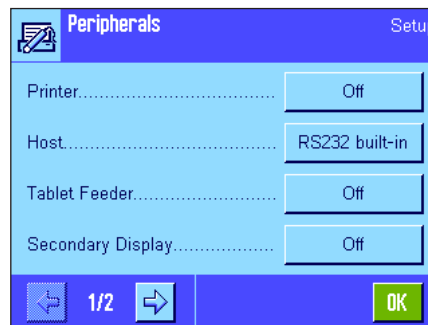 Peripherals Setu
Printer.................................. Off
Host.................................... RS232 built-in
Tablet Feeder........................ Off
Secondary Display................. Off
1/2 OK